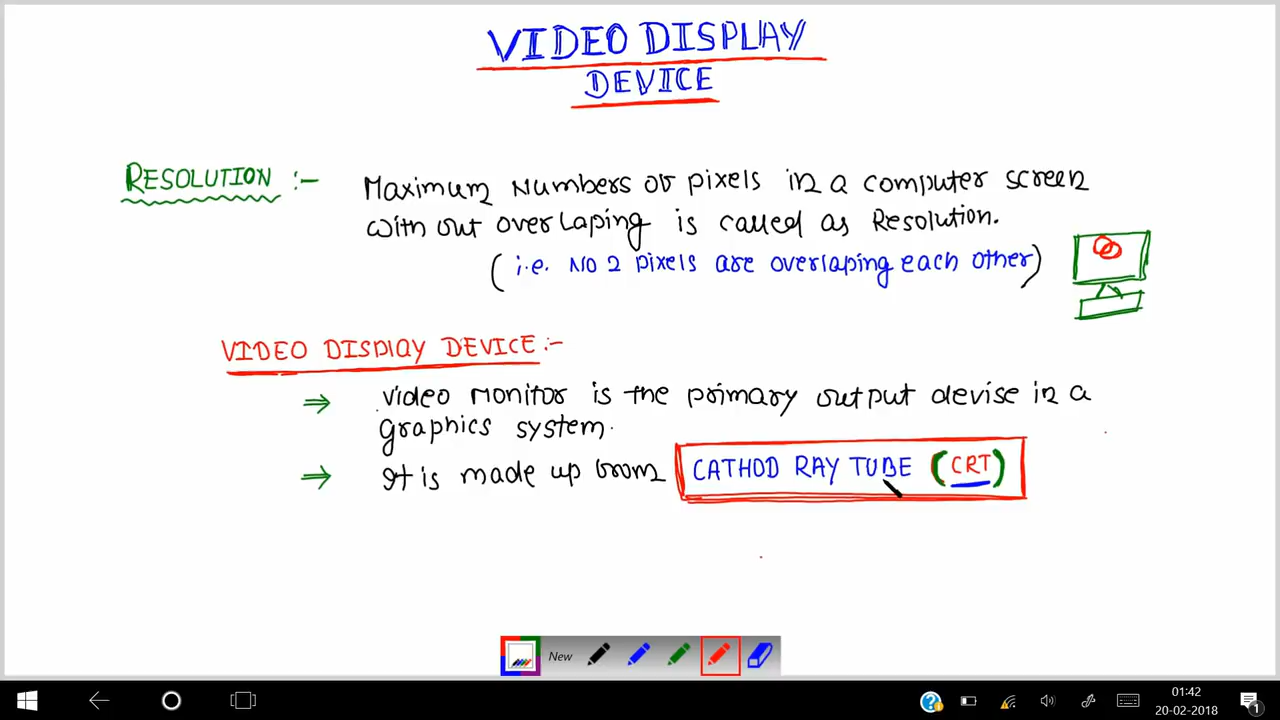 VIDEO DISPLAY
DEVICE
RESOLUTION :- Maximum Numbers of pixels in a computer screen
with out overlaping is called as Resolution.
( i.e. No 2 pixels are overlaping each other)
VIDEO DISPLAY DEVICE :-
⇒ Video monitor is the primary output devise in a
graphics system.
⇒ It is made up from CATHOD RAY TUBE (CRT)
New
01:42
20-02-2018
1